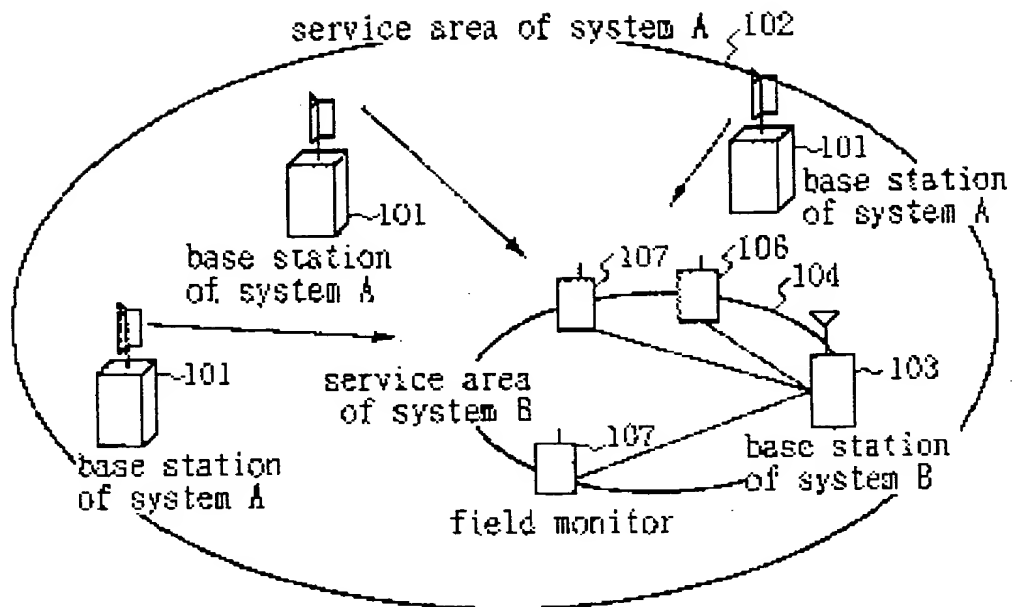 service area of system A
102
101
base station
of system A
101
base station
of system A
107
106
104
101
base station
of system A
service area
of system B
103
107
base station
of system B
field monitor